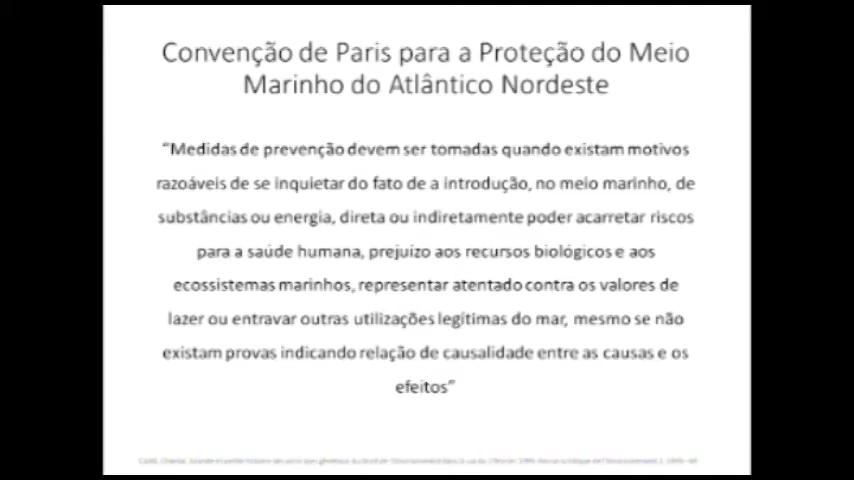 Convenção de Paris para a Proteção do Meio
Marinho do Atlântico Nordeste
“Medidas de prevenção devem ser tomadas quando existam motivos
razoáveis de se inquietar do fato de a introdução, no meio marinho, de
substâncias ou energia, direta ou indiretamente poder acarretar riscos
para a saúde humana, prejuízo aos recursos biológicos e aos
ecossistemas marinhos, representar atentado contra os valores de
lazer ou entravar outras utilizações legítimas do mar, mesmo se não
existam provas indicando relação de causalidade entre as causas e os
efeitos”